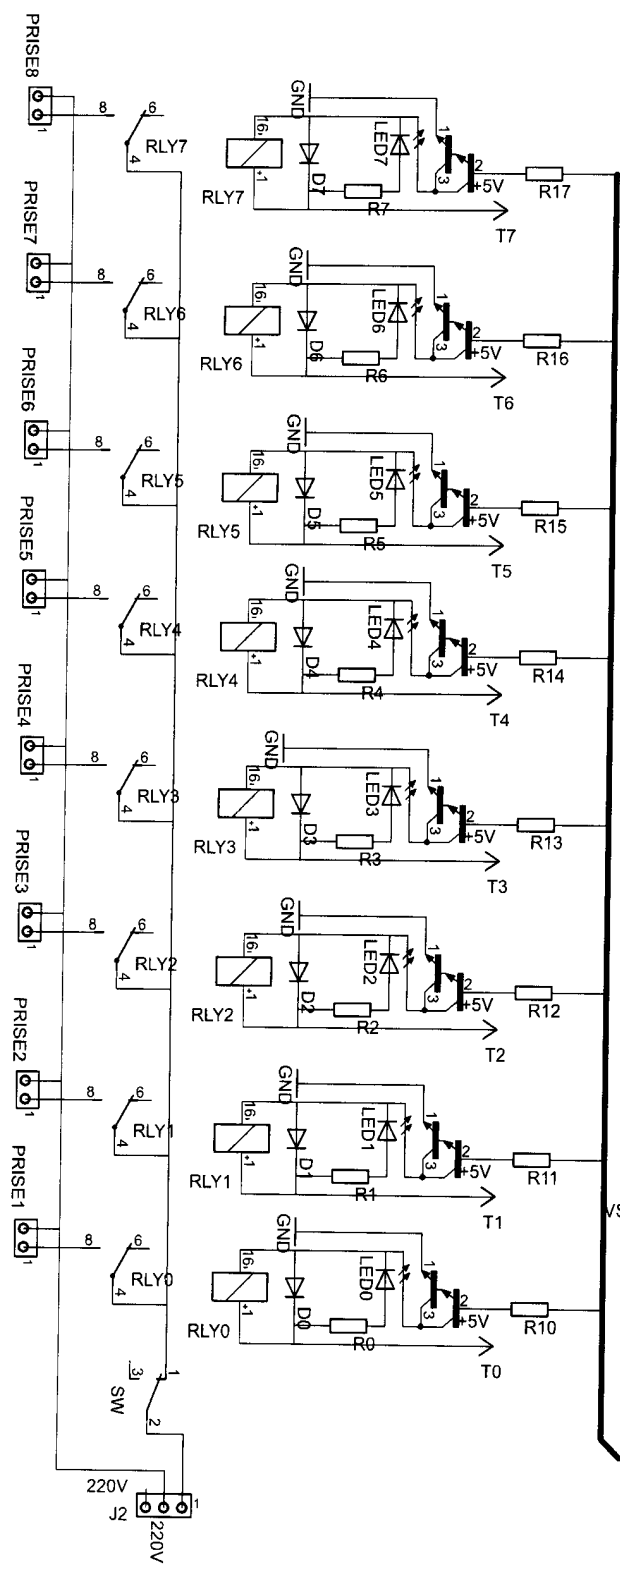 PRISE8
1
8
6
4
RLY7
GND
16
+1
RLY7
D7
R7
LED7
1
3
2
+5V
T7
R17
PRISE7
1
8
6
4
RLY6
GND
16
+1
RLY6
D6
R6
LED6
1
3
2
+5V
T6
R16
PRISE6
1
8
6
4
RLY5
GND
16
+1
RLY5
D5
R5
LED5
1
3
2
+5V
T5
R15
PRISE5
1
8
6
4
RLY4
GND
16
+1
RLY4
D4
R4
LED4
1
3
2
+5V
T4
R14
PRISE4
1
8
6
4
RLY3
GND
16
+1
RLY3
D3
R3
LED3
1
3
2
+5V
T3
R13
PRISE3
1
8
6
4
RLY2
GND
16
+1
RLY2
D2
R2
LED2
1
3
2
+5V
T2
R12
PRISE2
1
8
6
4
RLY1
GND
16
+1
RLY1
D1
R1
LED1
1
3
2
+5V
T1
R11
PRISE1
1
8
6
4
RLY0
GND
16
+1
RLY0
D0
R0
LED0
1
3
2
+5V
T0
R10
SW
3
1
2
220V
J2
1
220V